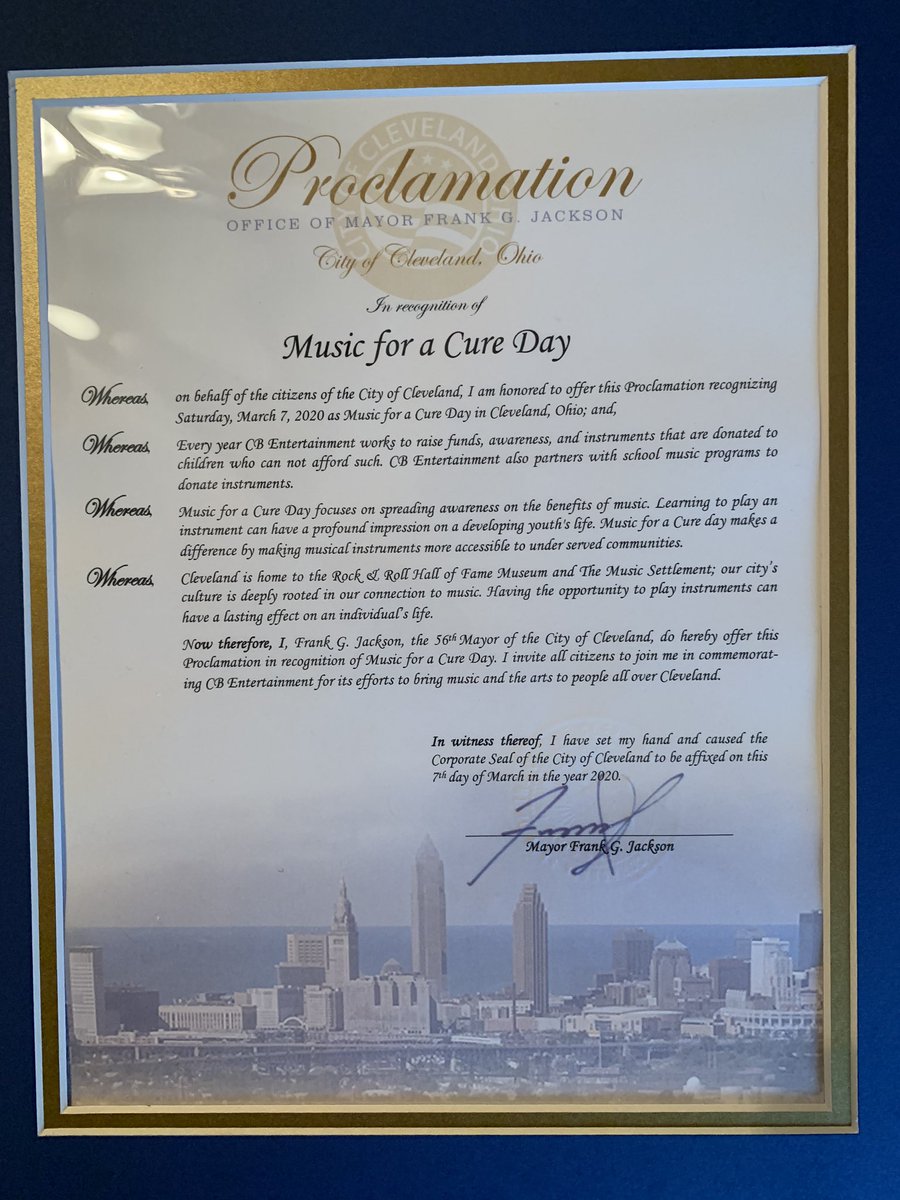 CITY OF CLEVELAND OHIO
Proclamation
OFFICE OF MAYOR FRANK G. JACKSON
City of Cleveland, Ohio
In recognition of
Music for a Cure Day
Whereas, on behalf of the citizens of the City of Cleveland, I am honored to offer this Proclamation recognizing
Saturday, March 7, 2020 as Music for a Cure Day in Cleveland, Ohio; and,
Whereas, Every year CB Entertainment works to raise funds, awareness, and instruments that are donated to
children who can not afford such. CB Entertainment also partners with school music programs to
donate instruments.
Whereas, Music for a Cure Day focuses on spreading awareness on the benefits of music. Learning to play an
instrument can have a profound impression on a developing youth's life. Music for a Cure day makes a
difference by making musical instruments more accessible to under served communities.
Whereas, Cleveland is home to the Rock & Roll Hall of Fame Museum and The Music Settlement; our city's
culture is deeply rooted in our connection to music. Having the opportunity to play instruments can
have a lasting effect on an individual's life.
Now therefore, I, Frank G. Jackson, the 56th Mayor of the City of Cleveland, do hereby offer this
Proclamation in recognition of Music for a Cure Day. I invite all citizens to join me in commemorat-
ing CB Entertainment for its efforts to bring music and the arts to people all over Cleveland.
In witness thereof, I have set my hand and caused the
Corporate Seal of the City of Cleveland to be affixed on this
7th day of March in the year 2020.
Mayor Frank G. Jackson